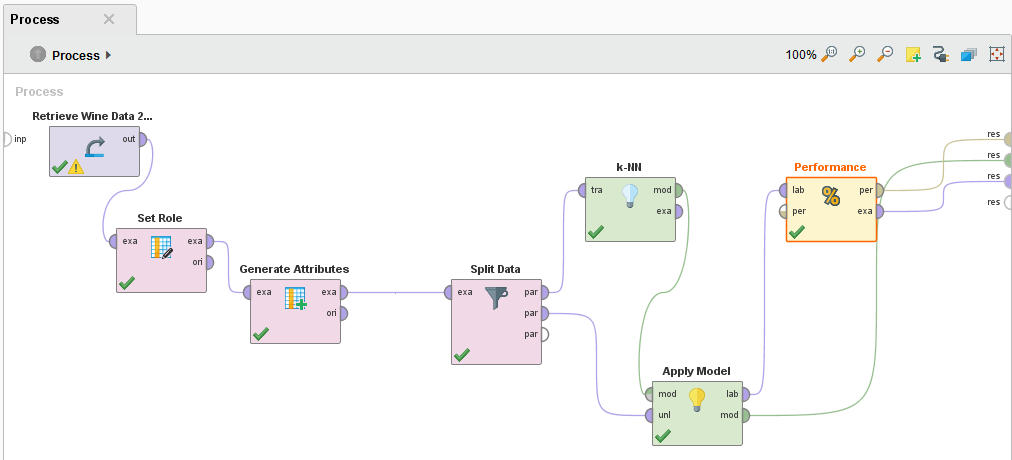 Process
Process
100%
Process
Retrieve Wine Data 2...
inp
out
Set Role
exa
exa
ori
Generate Attributes
exa
exa
ori
Split Data
exa
par
par
par
k-NN
tra
mod
exa
Apply Model
mod
lab
unl
mod
Performance
%
lab
per
per
exa
res
res
res
res